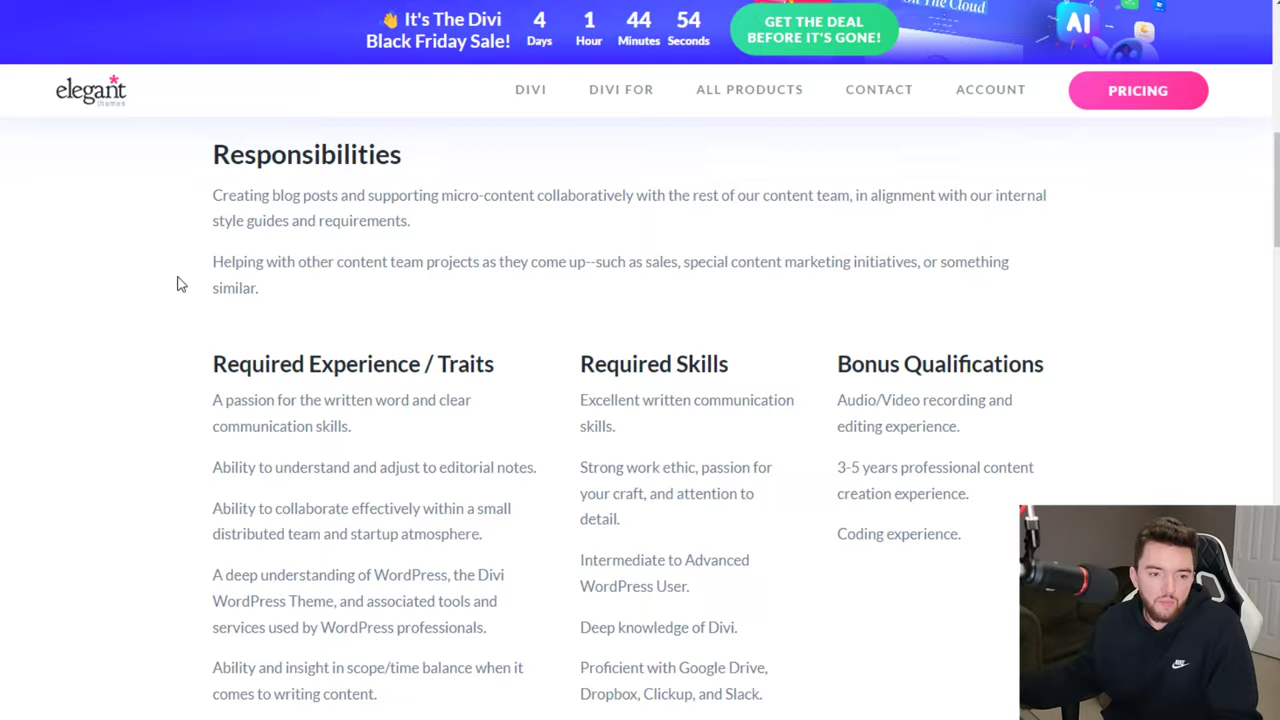 👋 It's The Divi
Black Friday Sale!
4 1 44 54
Days Hour Minutes Seconds
GET THE DEAL
BEFORE IT'S GONE!
The Cloud
AI
elegant
themes
DIVI DIVI FOR ALL PRODUCTS CONTACT ACCOUNT PRICING
Responsibilities
Creating blog posts and supporting micro-content collaboratively with the rest of our content team, in alignment with our internal
style guides and requirements.
Helping with other content team projects as they come up--such as sales, special content marketing initiatives, or something
similar.
Required Experience / Traits
A passion for the written word and clear
communication skills.
Ability to understand and adjust to editorial notes.
Ability to collaborate effectively within a small
distributed team and startup atmosphere.
A deep understanding of WordPress, the Divi
WordPress Theme, and associated tools and
services used by WordPress professionals.
Ability and insight in scope/time balance when it
comes to writing content.
Required Skills
Excellent written communication
skills.
Strong work ethic, passion for
your craft, and attention to
detail.
Intermediate to Advanced
WordPress User.
Deep knowledge of Divi.
Proficient with Google Drive,
Dropbox, Clickup, and Slack.
Bonus Qualifications
Audio/Video recording and
editing experience.
3-5 years professional content
creation experience.
Coding experience.